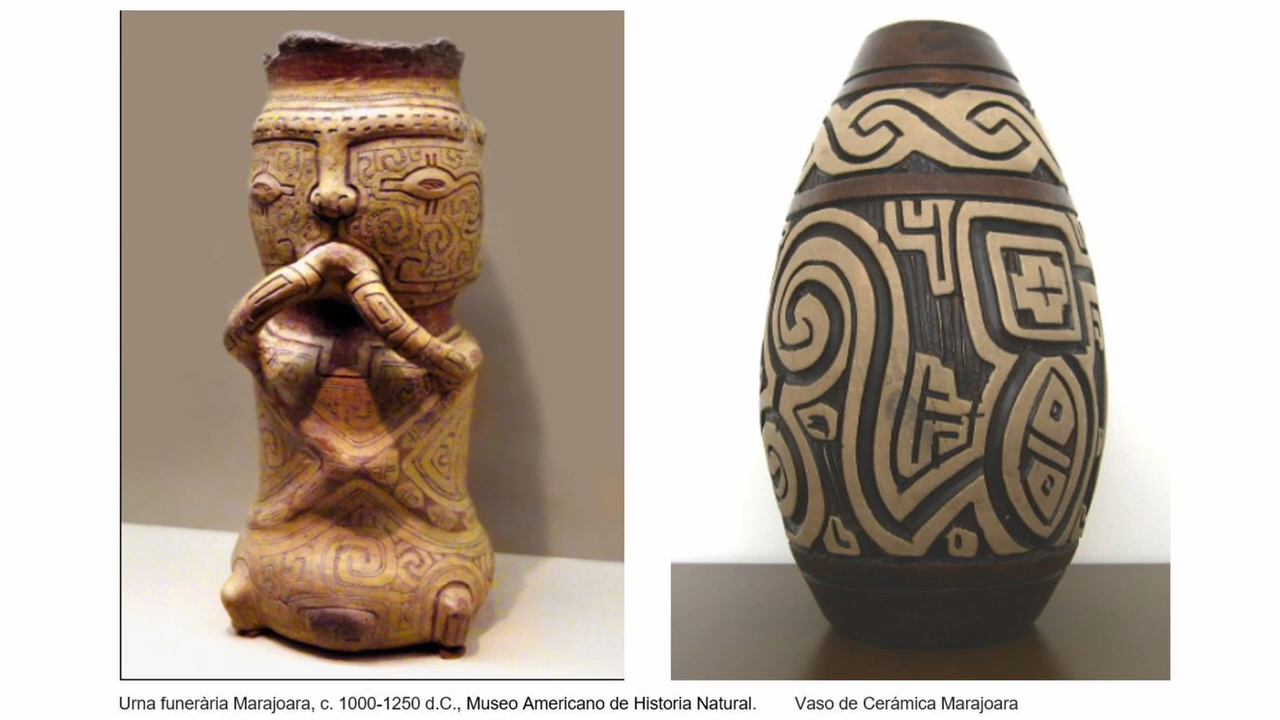 Urna funerària Marajoara, c. 1000-1250 d.C., Museo Americano de Historia Natural.
Vaso de Cerámica Marajoara